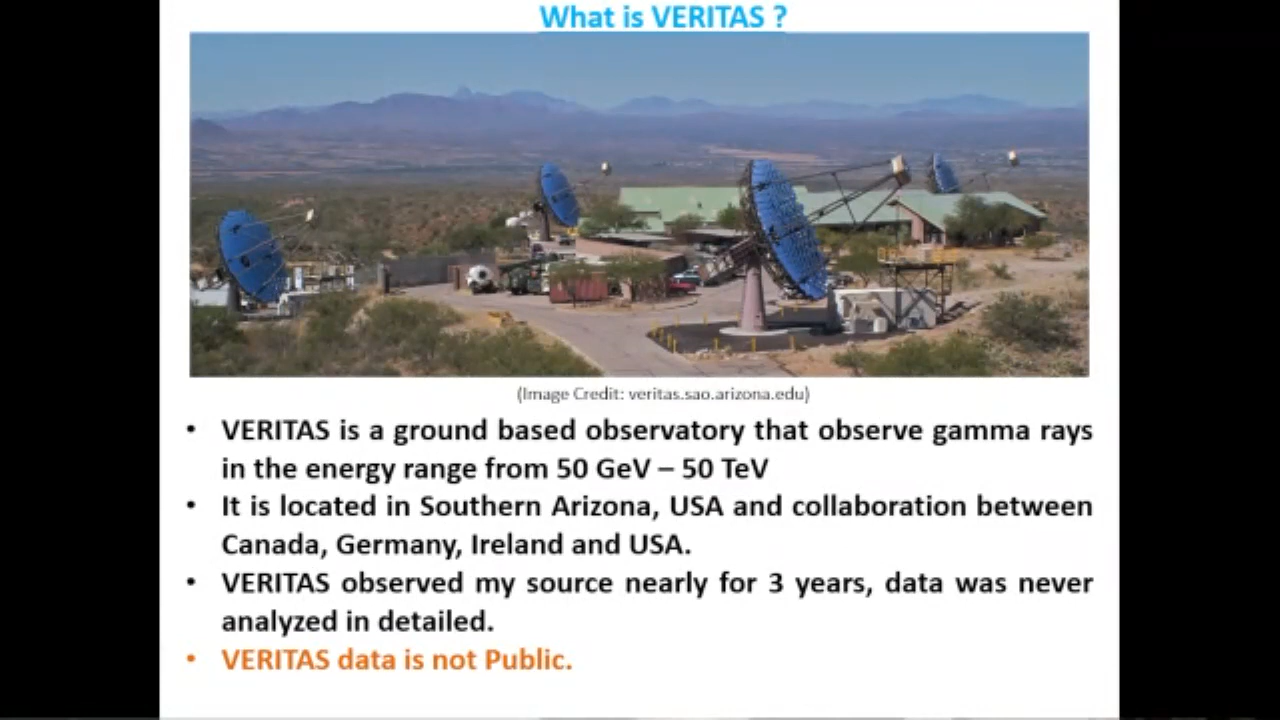 What is VERITAS ?
(Image Credit: veritas.sao.arizona.edu)
• VERITAS is a ground based observatory that observe gamma rays
in the energy range from 50 GeV – 50 TeV
• It is located in Southern Arizona, USA and collaboration between
Canada, Germany, Ireland and USA.
• VERITAS observed my source nearly for 3 years, data was never
analyzed in detailed.
• VERITAS data is not Public.